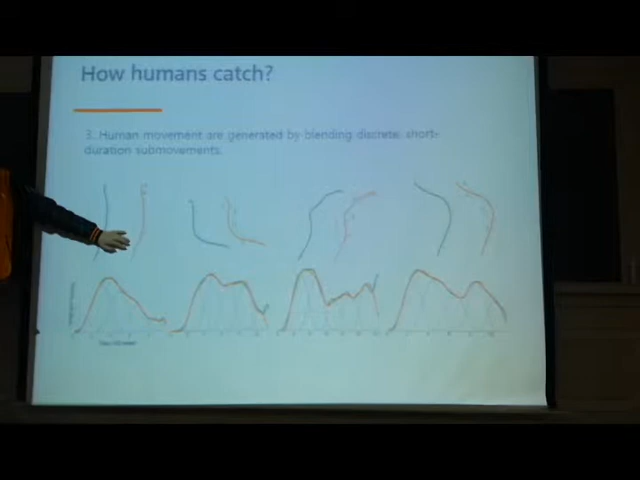 How humans catch?
3. Human movement are generated by blending discrete, short-
duration submovements.